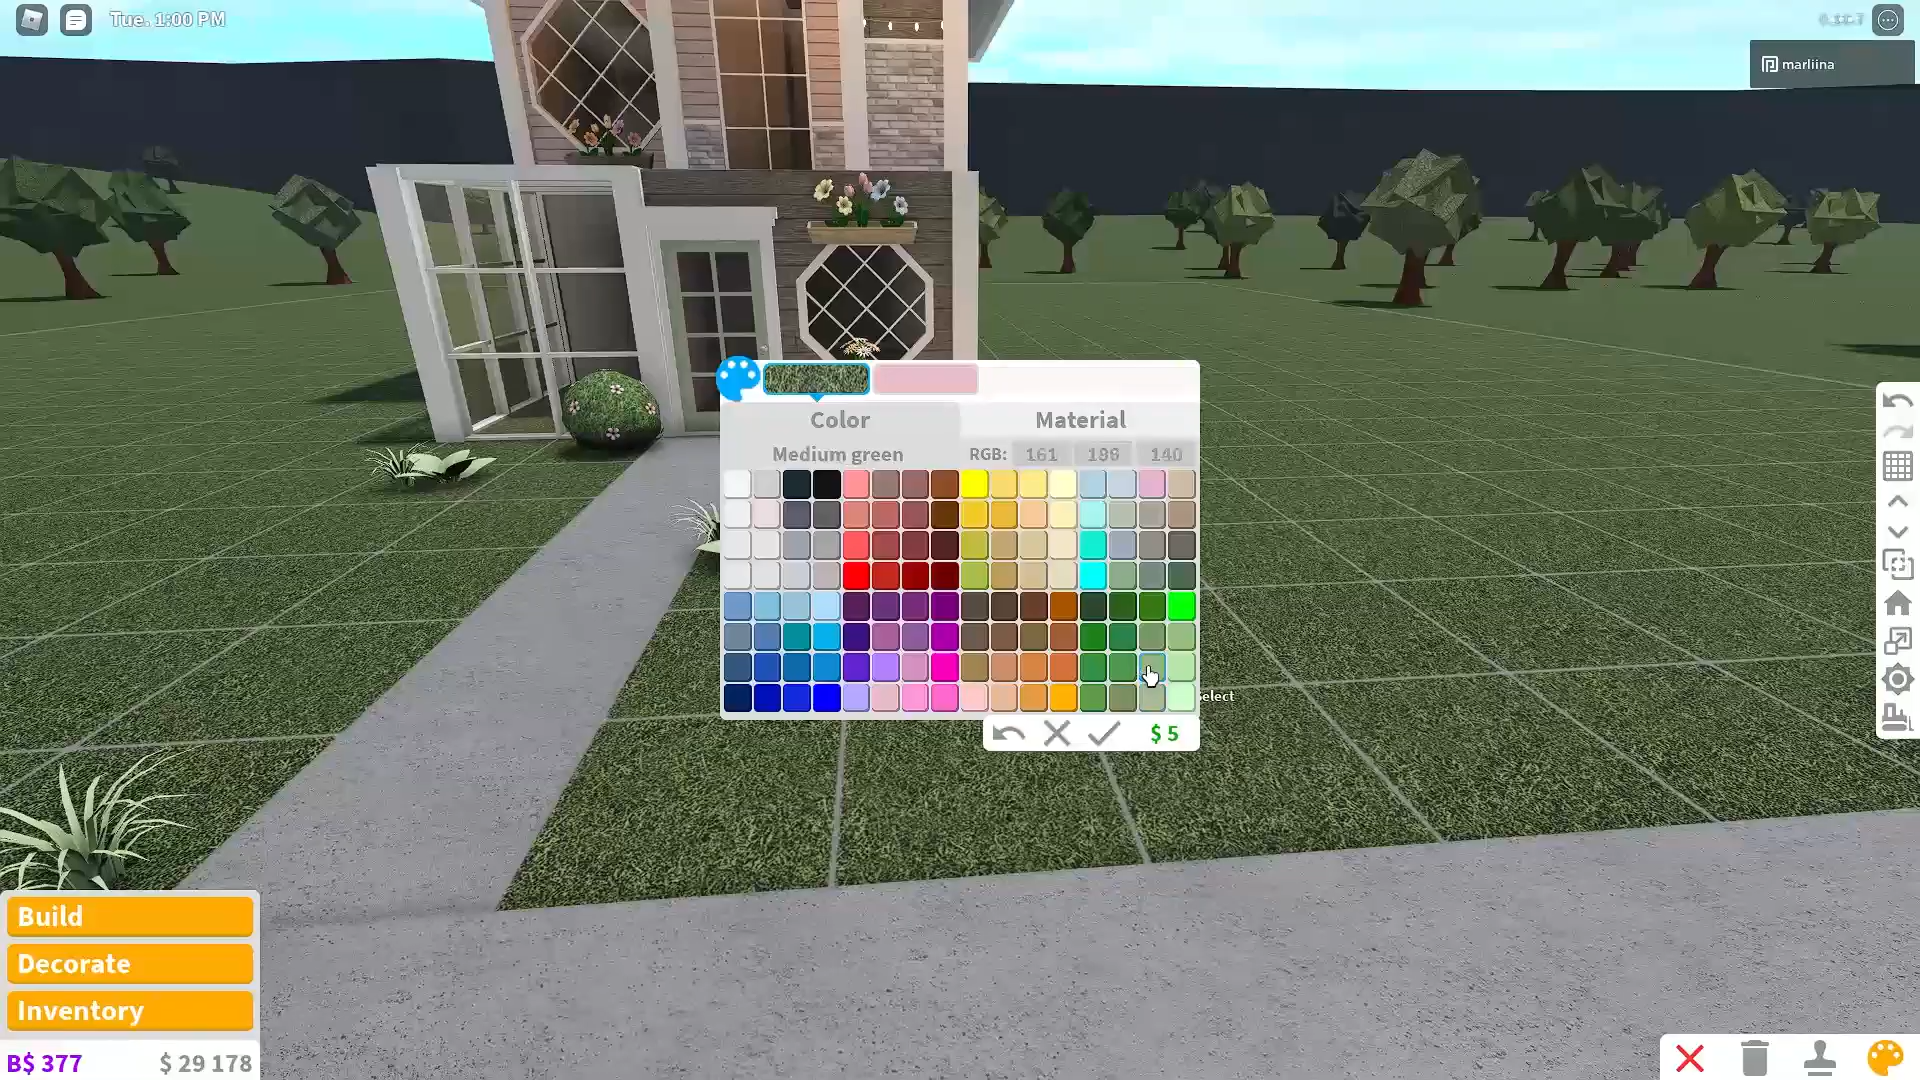 Tue. 1:00 PM
marliina
Color
Material
Medium green
RGB: 161 196 140
Select
$ 5
Build
Decorate
Inventory
B$ 377
$ 29 178